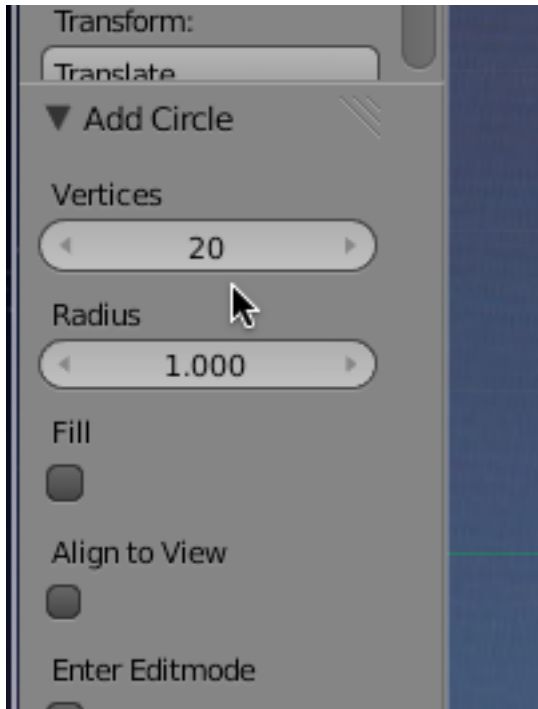 Transform:
Translate
Add Circle
Vertices
20
Radius
1.000
Fill
Align to View
Enter Editmode